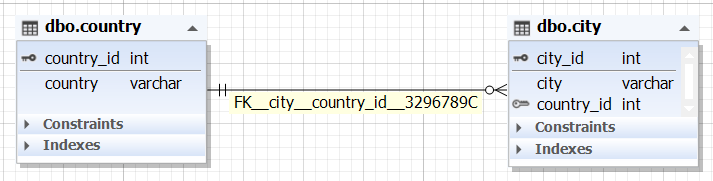 dbo.country
country_id int
country varchar
Constraints
Indexes
FK__city__country_id__3296789C
dbo.city
city_id int
city varchar
country_id int
Constraints
Indexes